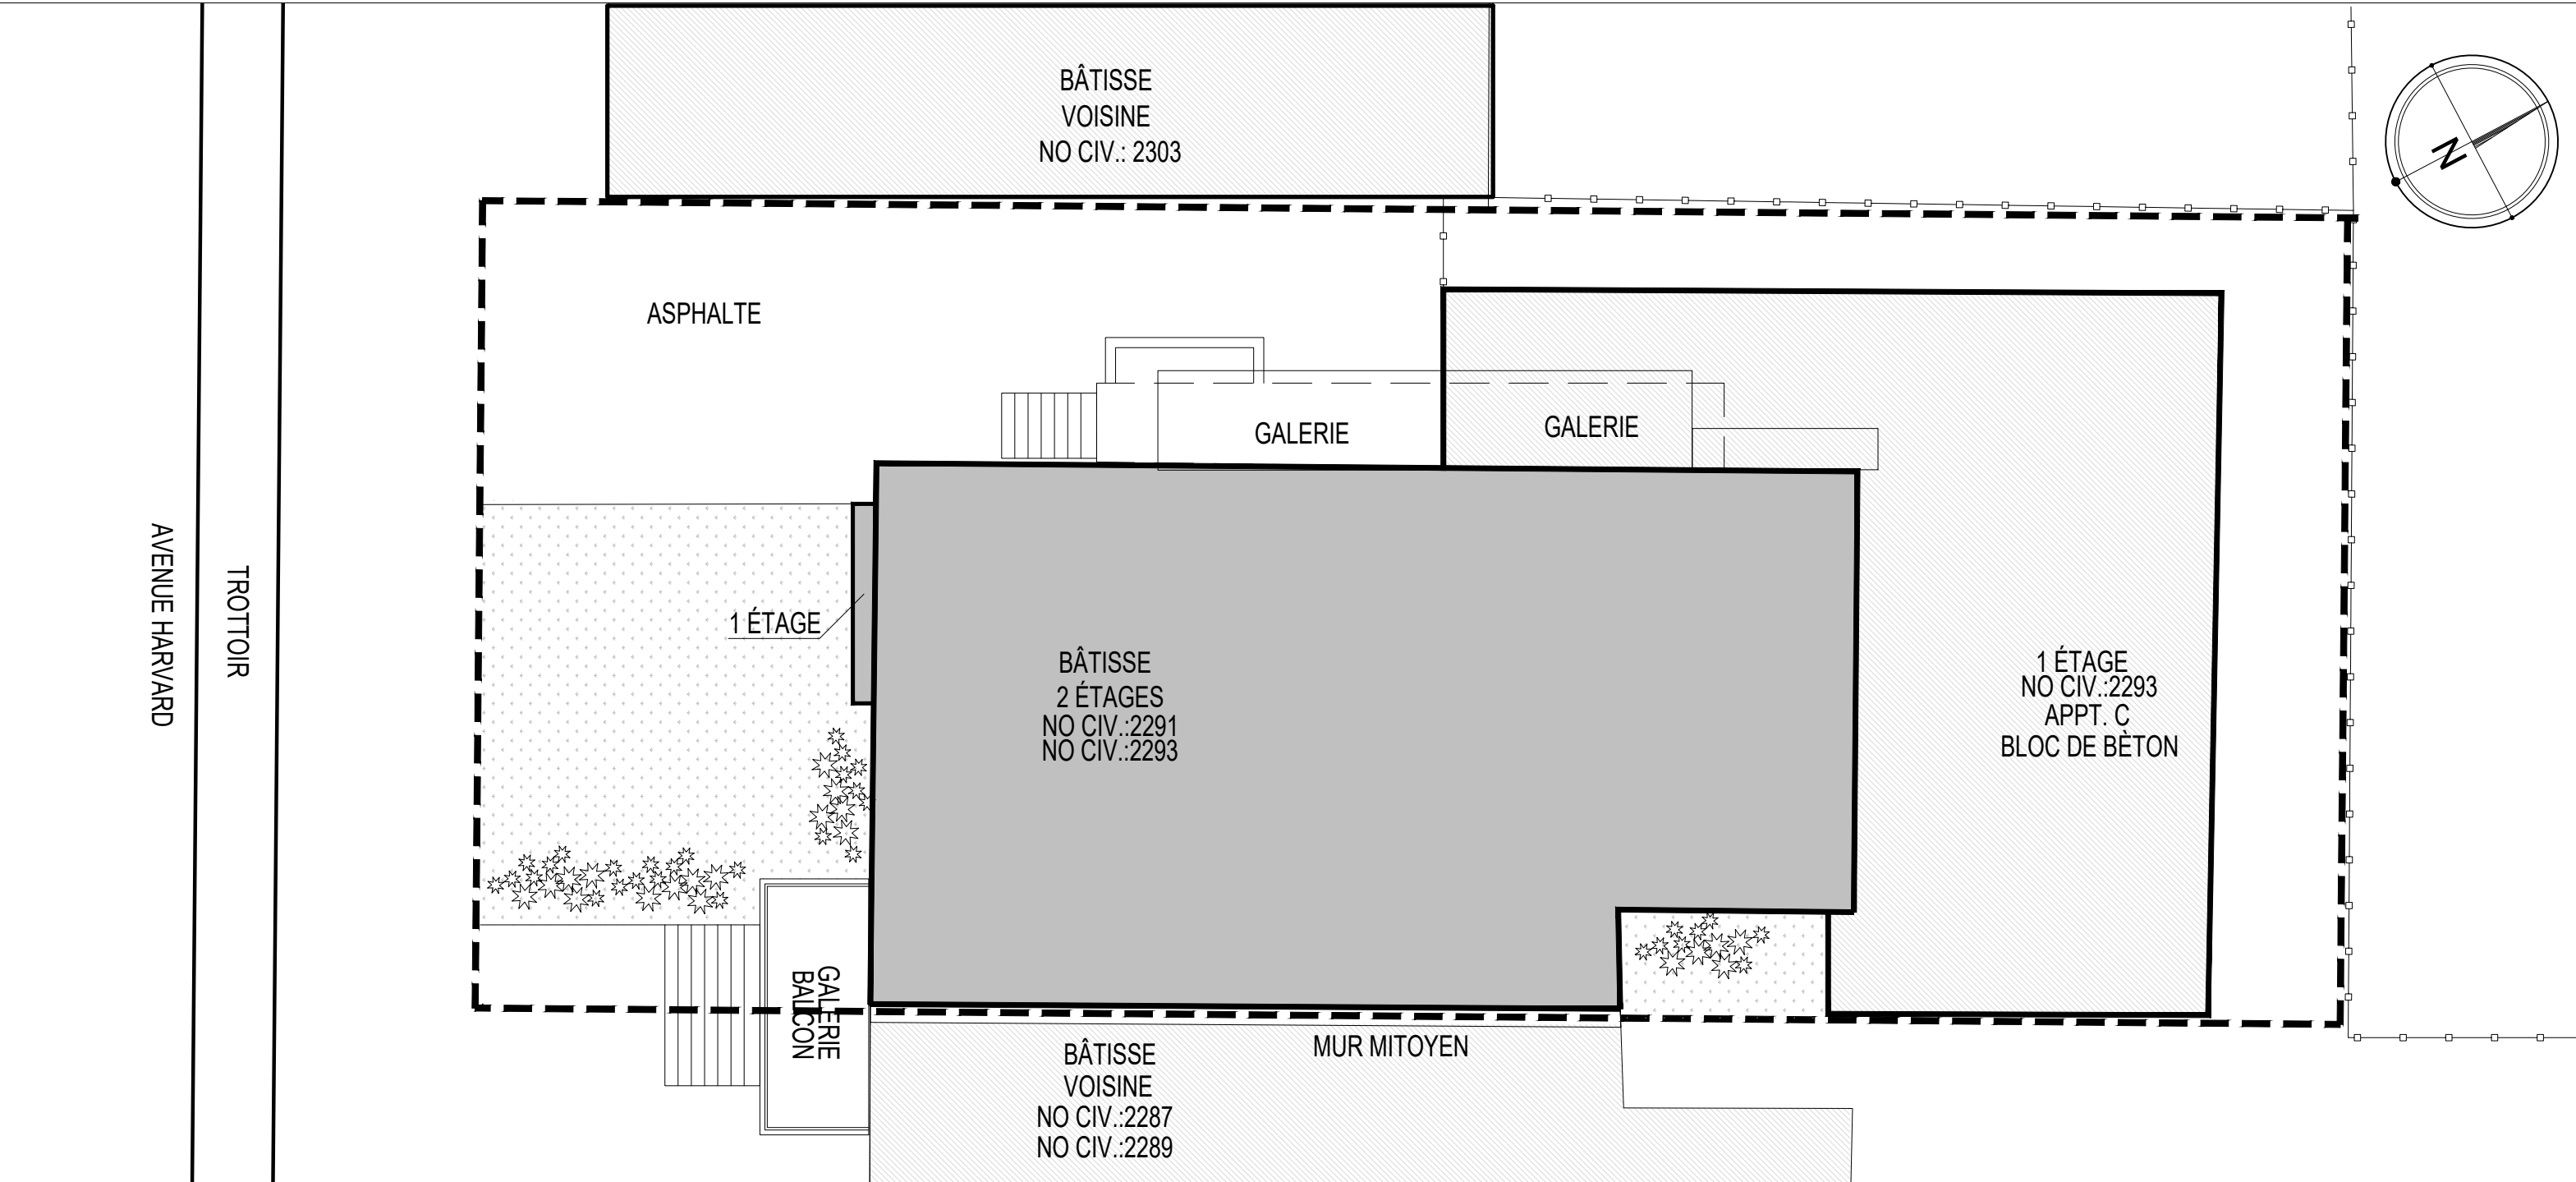 BÂTISSE
VOISINE
NO CIV.: 2303
N
ASPHALTE
GALERIE
GALERIE
AVENUE HARVARD
TROTTOIR
1 ÉTAGE
BÂTISSE
2 ÉTAGES
NO CIV.:2291
NO CIV.:2293
1 ÉTAGE
NO CIV.:2293
APPT. C
BLOC DE BÈTON
GALERIE
BALCON
MUR MITOYEN
BÂTISSE
VOISINE
NO CIV.:2287
NO CIV.:2289